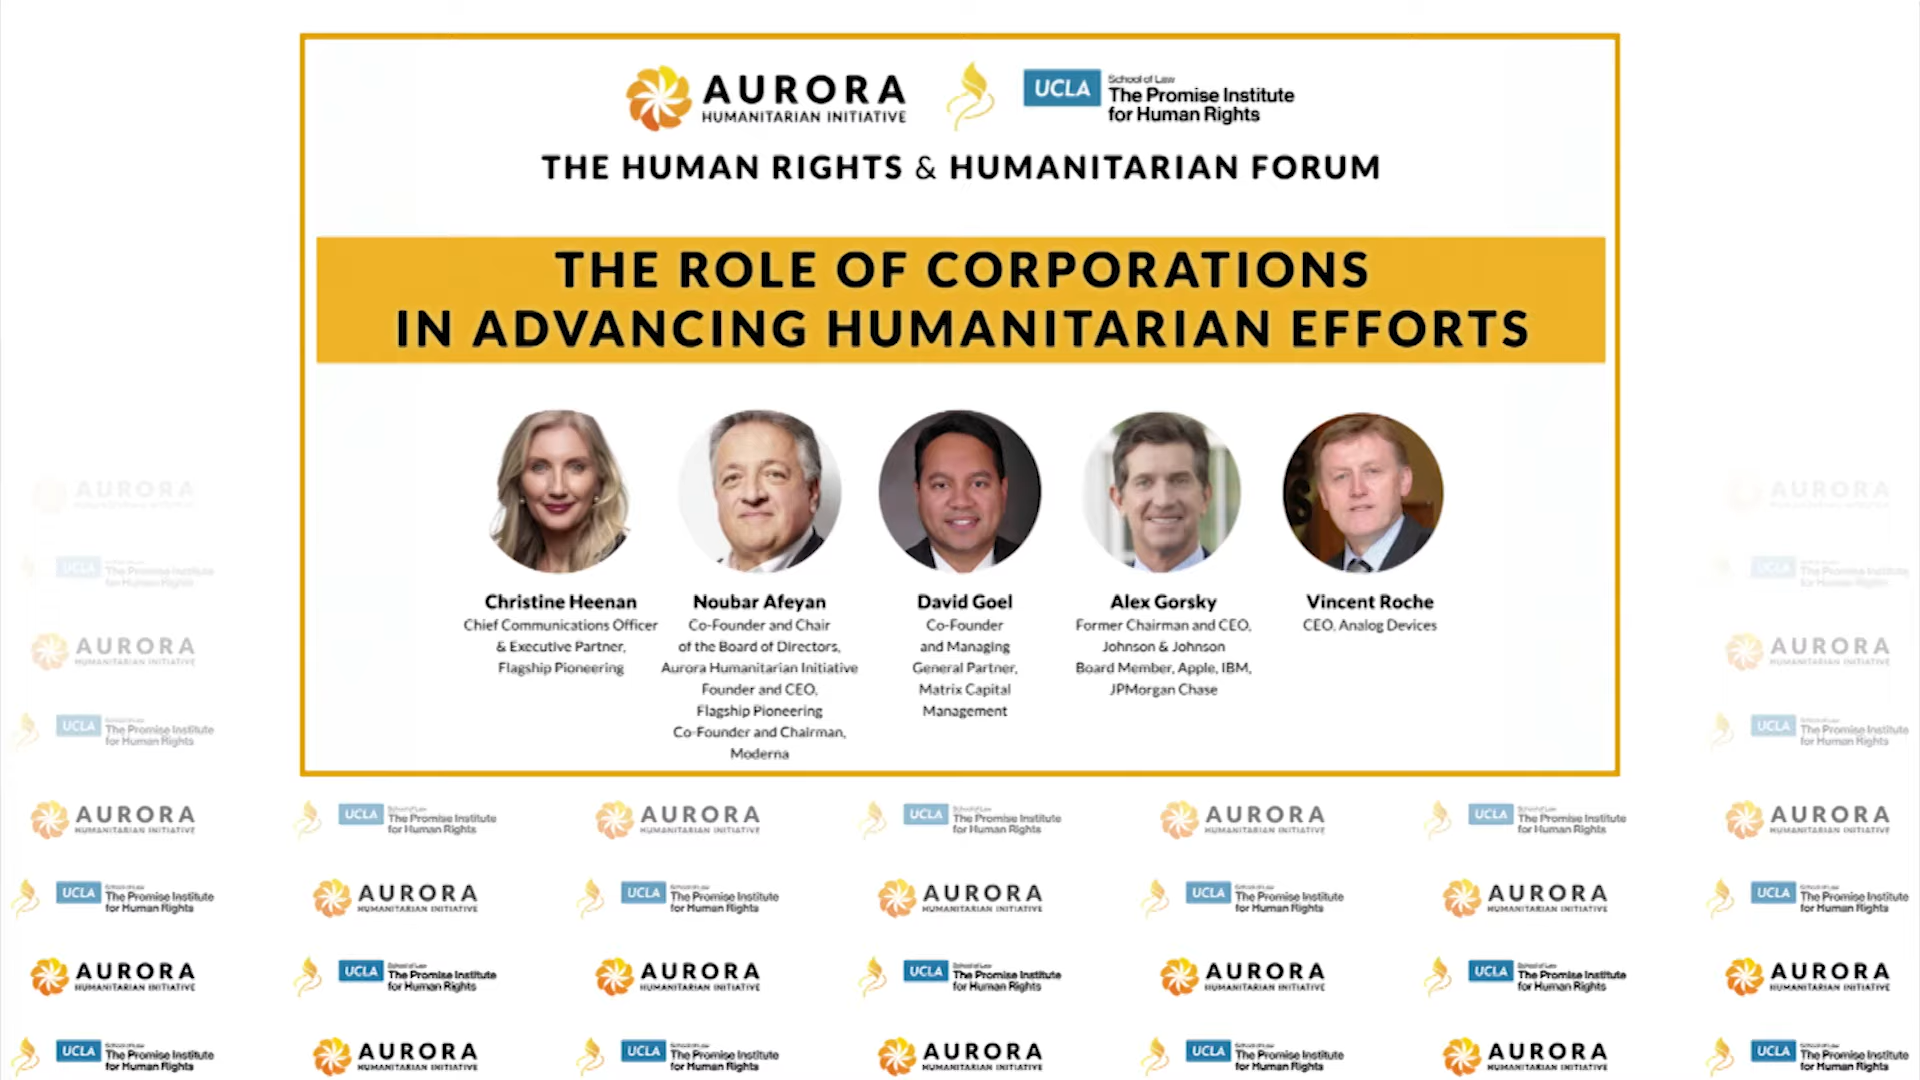 AURORA
HUMANITARIAN INITIATIVE
UCLA
School of Law
The Promise Institute
for Human Rights
THE HUMAN RIGHTS & HUMANITARIAN FORUM
THE ROLE OF CORPORATIONS
IN ADVANCING HUMANITARIAN EFFORTS
Christine Heenan
Chief Communications Officer
& Executive Partner,
Flagship Pioneering
Noubar Afeyan
Co-Founder and Chair
of the Board of Directors,
Aurora Humanitarian Initiative
Founder and CEO,
Flagship Pioneering
Co-Founder and Chairman,
Moderna
David Goel
Co-Founder
and Managing
General Partner,
Matrix Capital
Management
Alex Gorsky
Former Chairman and CEO,
Johnson & Johnson
Board Member, Apple, IBM,
JPMorgan Chase
Vincent Roche
CEO, Analog Devices